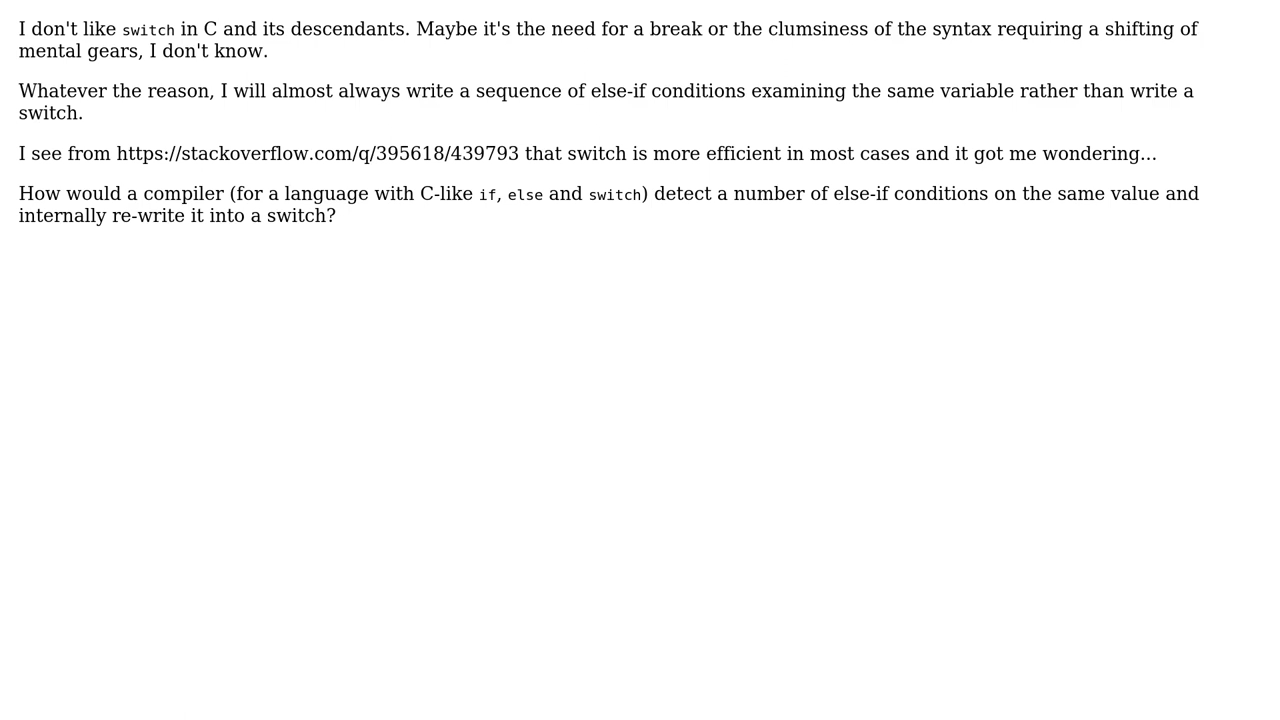 I don't like switch in C and its descendants. Maybe it's the need for a break or the clumsiness of the syntax requiring a shifting of
mental gears, I don't know.
Whatever the reason, I will almost always write a sequence of else-if conditions examining the same variable rather than write a
switch.
I see from https://stackoverflow.com/q/395618/439793 that switch is more efficient in most cases and it got me wondering...
How would a compiler (for a language with C-like if, else and switch) detect a number of else-if conditions on the same value and
internally re-write it into a switch?